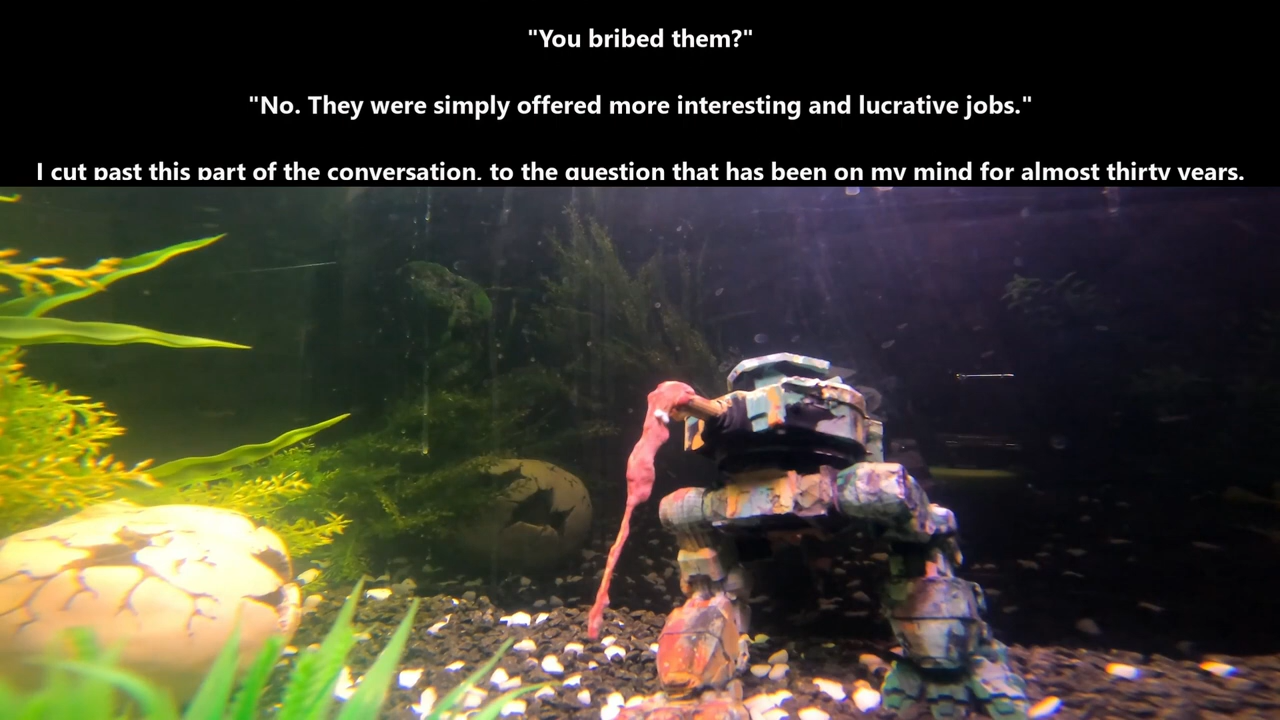 "You bribed them?"
"No. They were simply offered more interesting and lucrative jobs."
I cut past this part of the conversation, to the question that has been on my mind for almost thirty years.